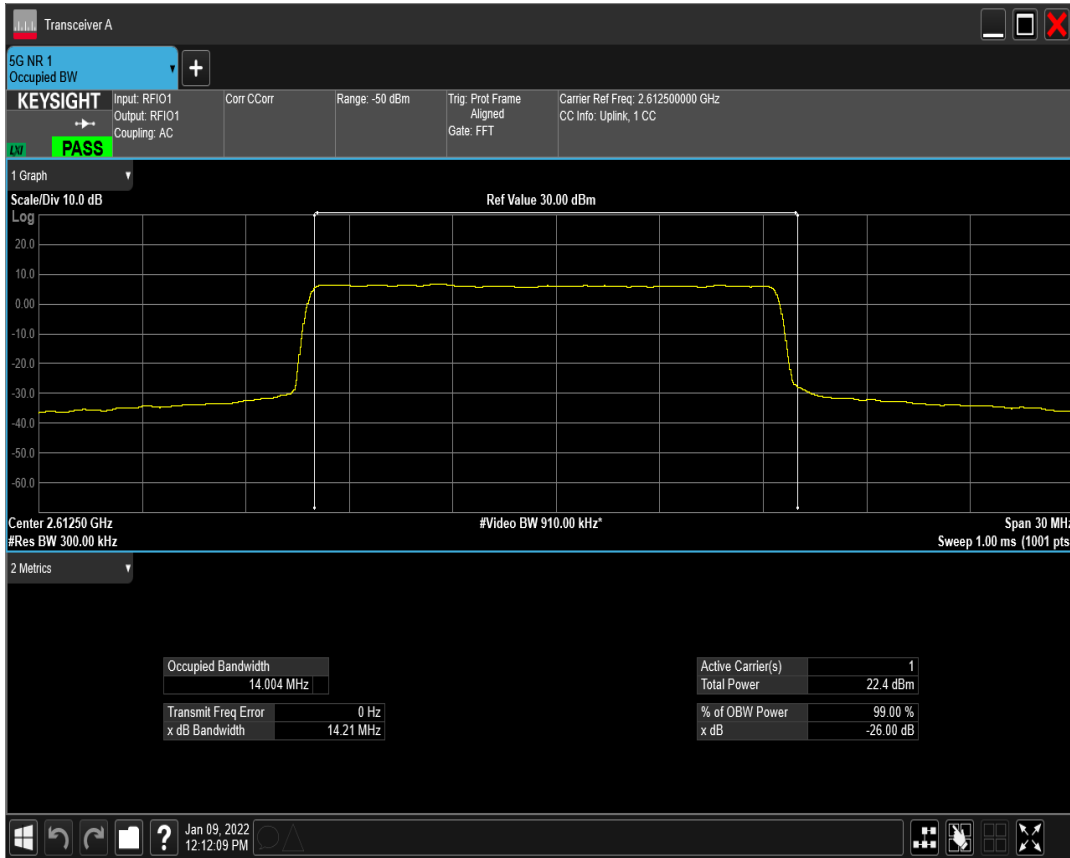 Transceiver A
5G NR 1
Occupied BW
+
KEYSIGHT
LXI
PASS
Input: RFIO1
Output: RFIO1
Coupling: AC
Corr CCorr
Range: -50 dBm
Trig: Prot Frame
Aligned
Gate: FFT
Carrier Ref Freq: 2.612500000 GHz
CC Info: Uplink, 1 CC
1 Graph
Scale/Div 10.0 dB
Ref Value 30.00 dBm
Log
20.0
10.0
0.00
-10.0
-20.0
-30.0
-40.0
-50.0
-60.0
Center 2.61250 GHz
#Video BW 910.00 kHz*
Span 30 MHz
#Res BW 300.00 kHz
Sweep 1.00 ms (1001 pts
2 Metrics
Occupied Bandwidth
14.004 MHz
Transmit Freq Error 0 Hz
x dB Bandwidth 14.21 MHz
Active Carrier(s) 1
Total Power 22.4 dBm
% of OBW Power 99.00 %
x dB -26.00 dB
?
Jan 09, 2022
12:12:09 PM